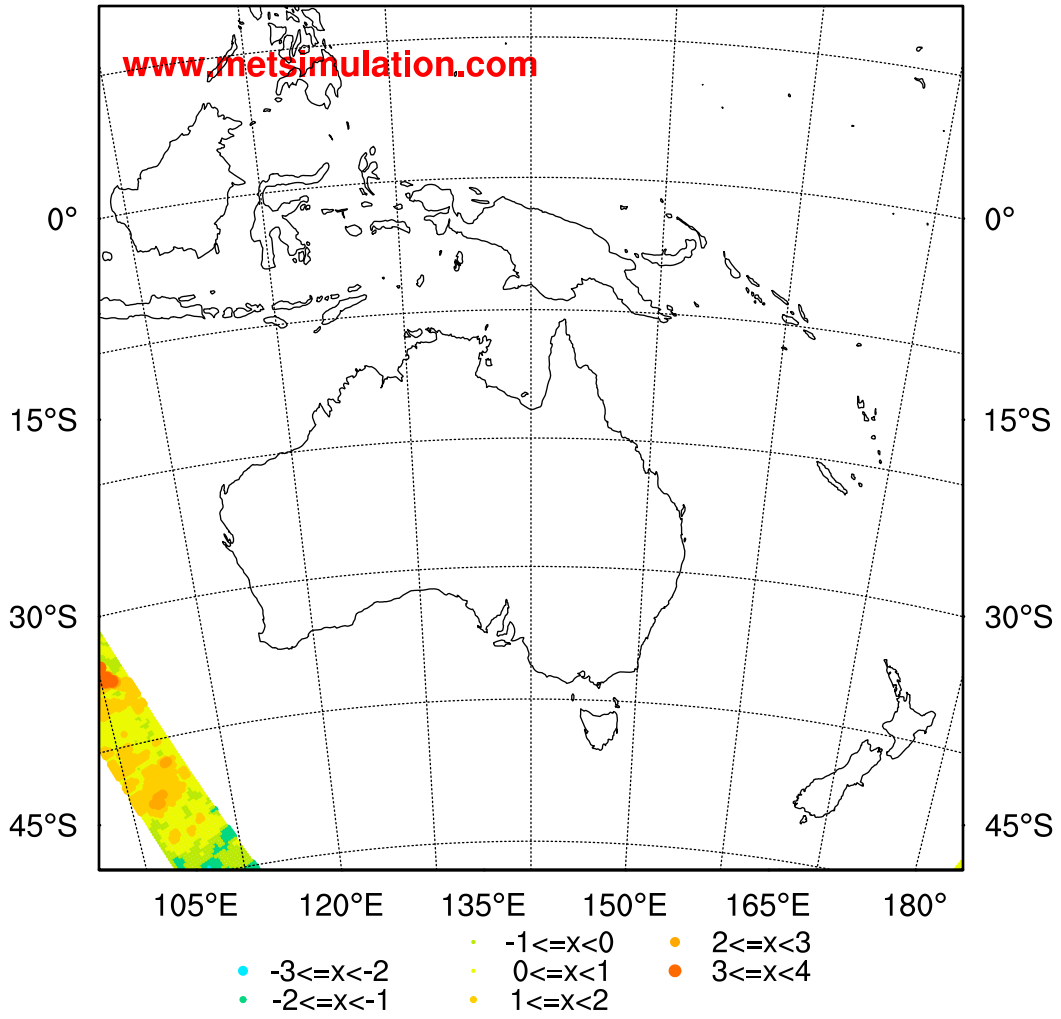 www.metsimulation.com
0° 0°
15°S 15°S
30°S 30°S
45°S 45°S
105°E 120°E 135°E 150°E 165°E 180°
-1<=x<0 2<=x<3
-3<=x<-2 0<=x<1 3<=x<4
-2<=x<-1 1<=x<2